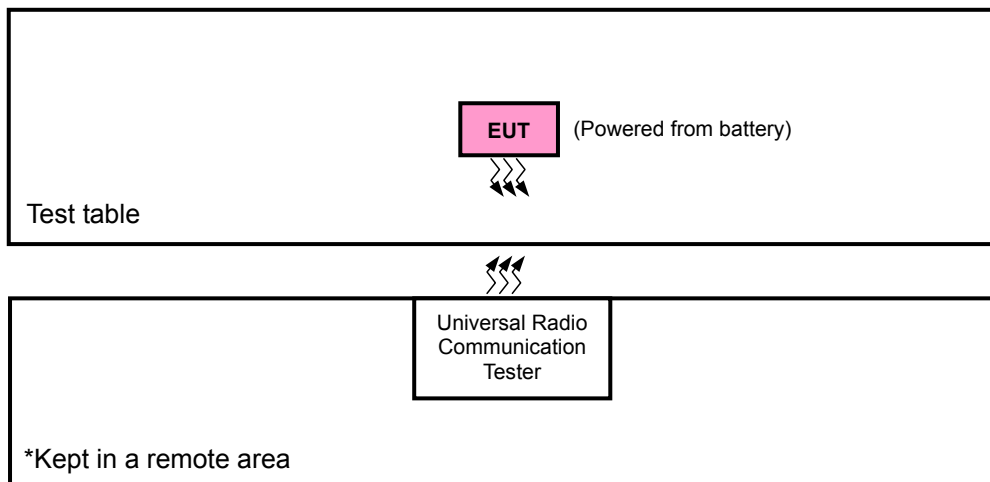 EUT
(Powered from battery)
Test table
Universal Radio
Communication
Tester
*Kept in a remote area